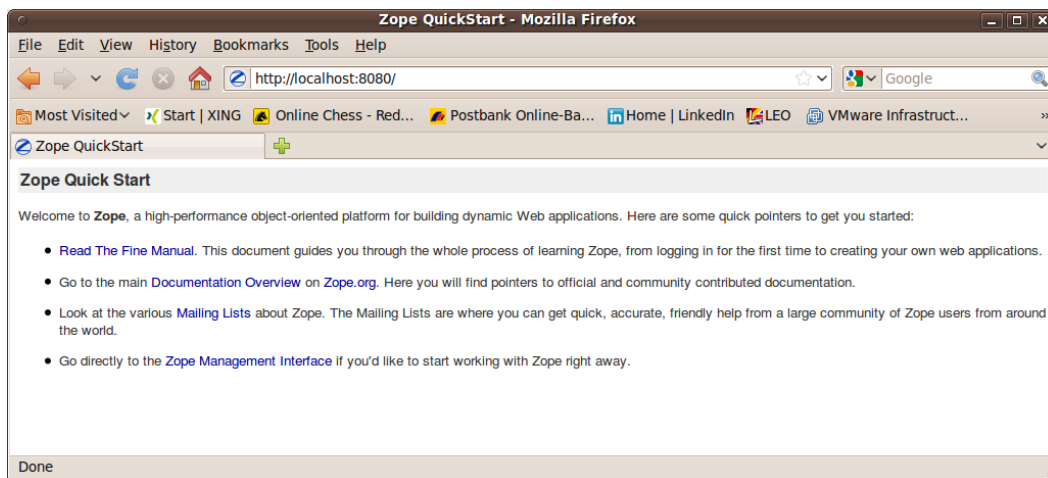 Zope QuickStart - Mozilla Firefox
File Edit View History Bookmarks Tools Help
http://localhost:8080/ Google
Most Visited Start | XING Online Chess - Red... Postbank Online-Ba... Home | LinkedIn LEO VMware Infrastruct... »
Zope QuickStart
Zope Quick Start
Welcome to Zope, a high-performance object-oriented platform for building dynamic Web applications. Here are some quick pointers to get you started:
Read The Fine Manual. This document guides you through the whole process of learning Zope, from logging in for the first time to creating your own web applications.
Go to the main Documentation Overview on Zope.org. Here you will find pointers to official and community contributed documentation.
Look at the various Mailing Lists about Zope. The Mailing Lists are where you can get quick, accurate, friendly help from a large community of Zope users from around
the world.
Go directly to the Zope Management Interface if you'd like to start working with Zope right away.
Done